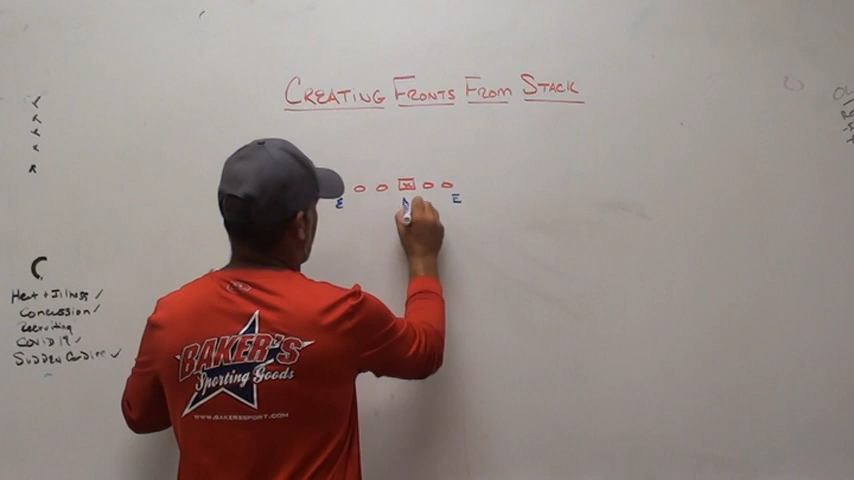 CREATING FRONTS FROM STACK
E E
Heat + Illness ✓
Concussion ✓
Recruiting
COVID 19 ✓
SUDDEN CARDIAC ✓
BAKER'S
Sporting Goods
WWW.BAKERSSPORT.COM